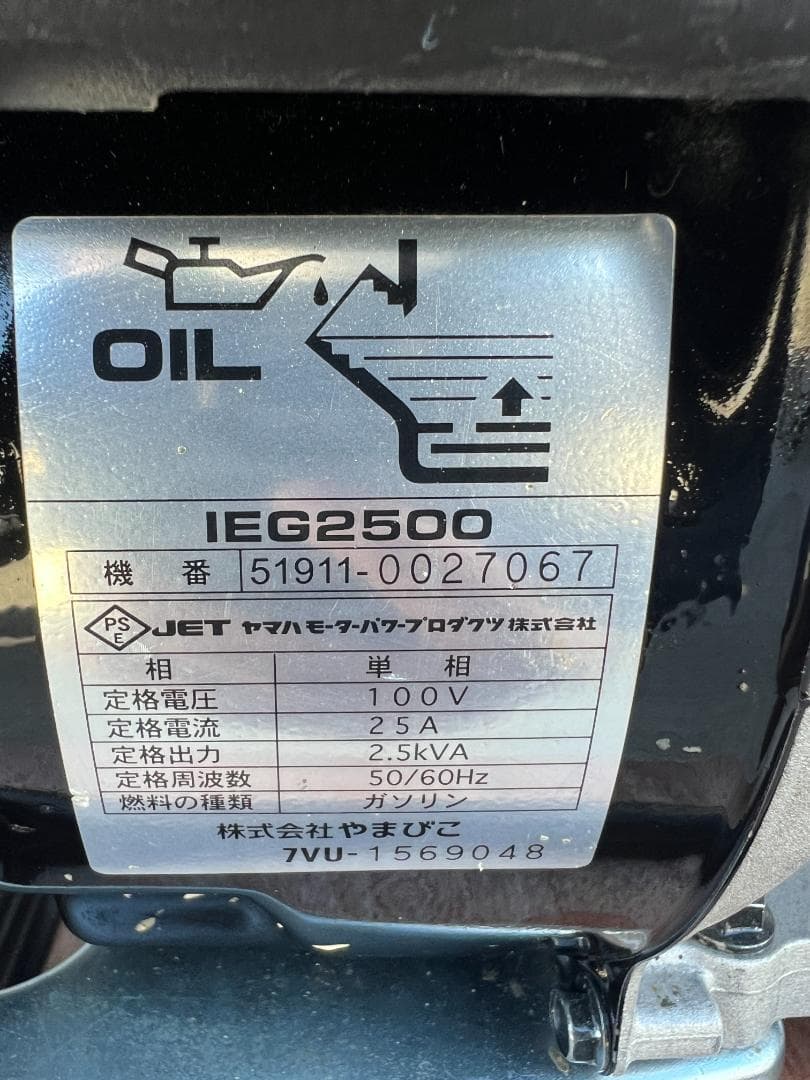 OIL
IEG2500
機 番 51911-0027067
PS E JET ヤマハモーターパワープロダクツ株式会社
相 単 相
定格電圧 100V
定格電流 25A
定格出力 2.5kVA
定格周波数 50/60Hz
燃料の種類 ガソリン
株式会社やまびこ
7VU-1569048